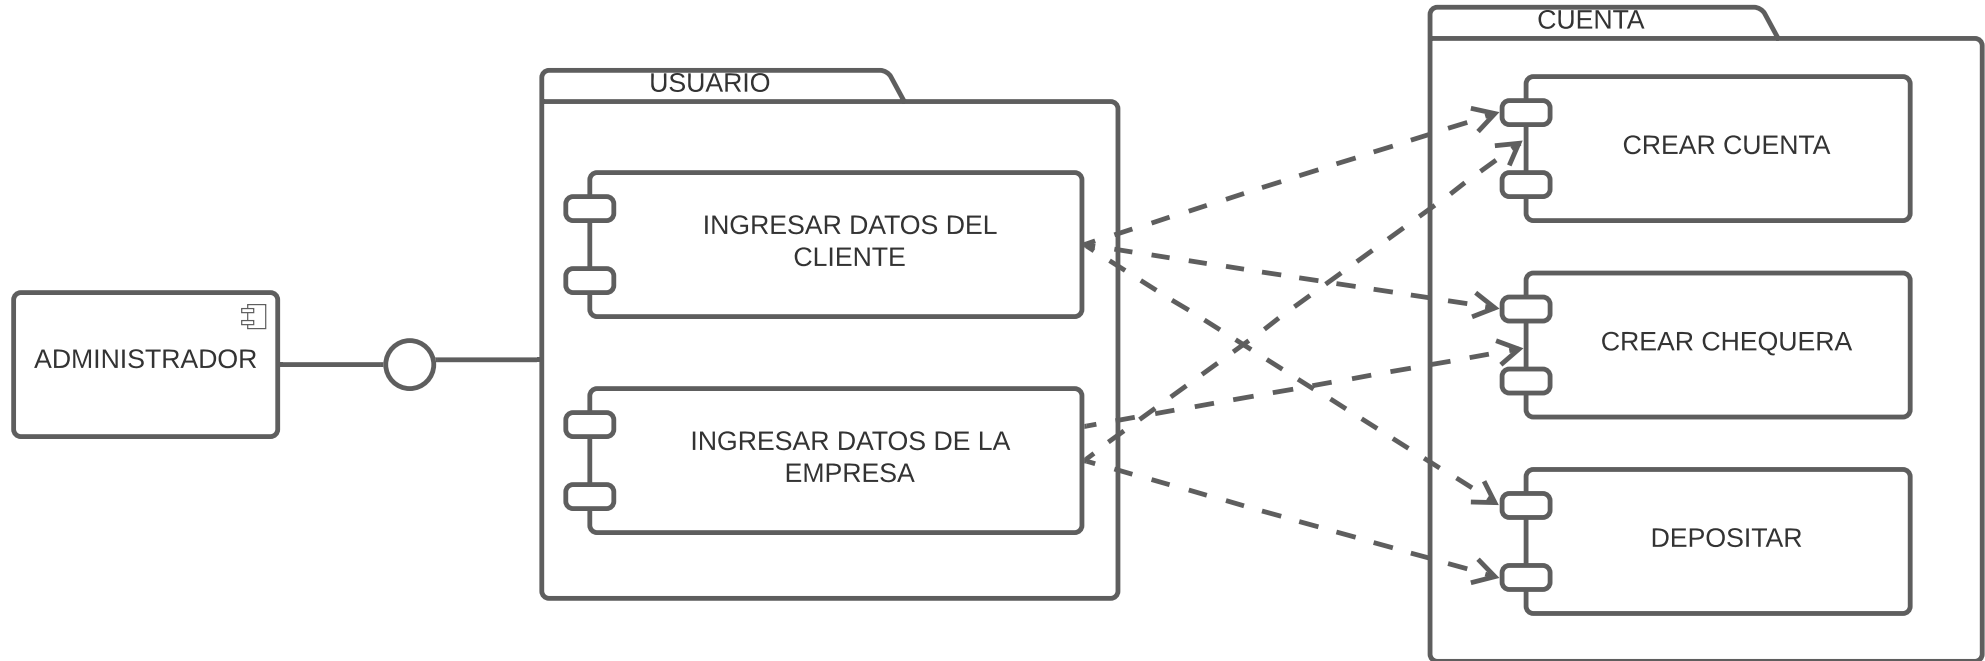 CUENTA
USUARIO
CREAR CUENTA
INGRESAR DATOS DEL
CLIENTE
CREAR CHEQUERA
ADMINISTRADOR
INGRESAR DATOS DE LA
EMPRESA
DEPOSITAR